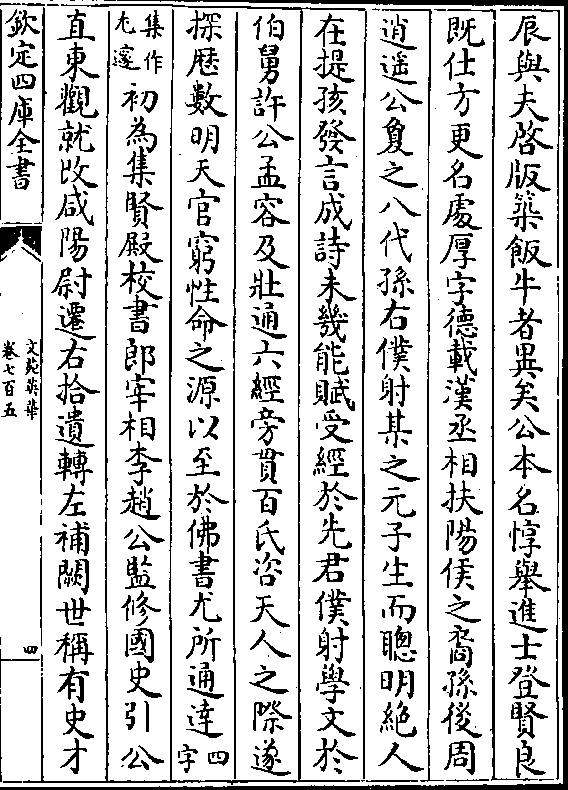 辰與夫啓版築飯牛者異矣公本名惇舉進士登賢良
既仕方更名處厚字德載漢丞相扶陽侯之裔孫後周
逍遥公敻之八代孫右僕射某之元子生而聰明絶人
在提孩發言成詩未幾能賦受經於先君僕射學文於
伯舅許公孟容及壯通六經旁貫百氏咨天人之際遂
探厯數明天官窮性命之源以至於佛書尤所通達四字
集作尤邃初為集賢殿校書郎宰相李趙公監修國史引公
直東觀就改咸陽尉遷右拾遺轉左補闕世稱有史才
欽定四庫全書
文苑英華
卷七百五
四